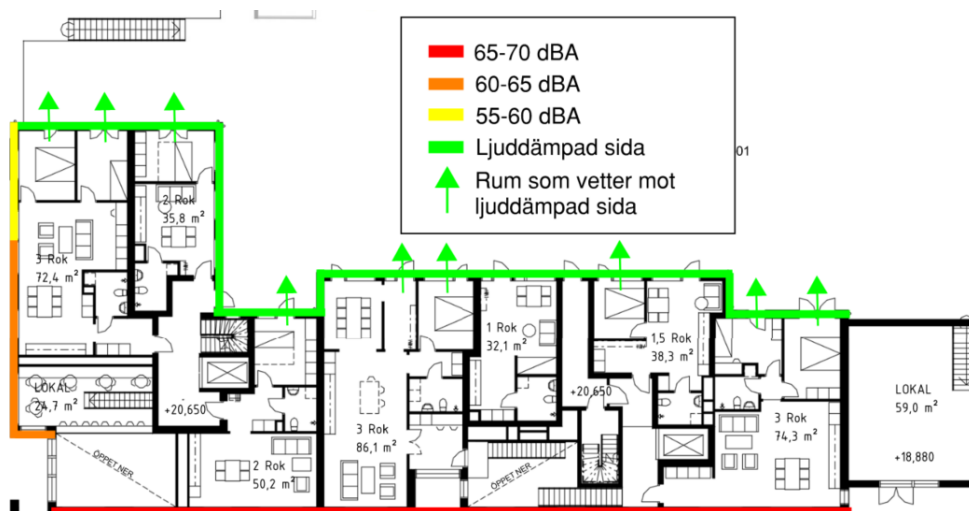 65-70 dBA
60-65 dBA
55-60 dBA
Ljuddämpad sida
Rum som vetter mot
ljuddämpad sida
01
2 Rok
35,8 m²
3 Rok
72,4 m²
1 Rok
32,1 m²
1,5 Rok
38,3 m²
LOKAL
24,7 m²
+20,650
+20,650
LOKAL
59,0 m²
3 Rok
86,1 m²
3 Rok
74,3 m²
ÖPPET NER
2 Rok
50,2 m²
ÖPPET NER
+18,880